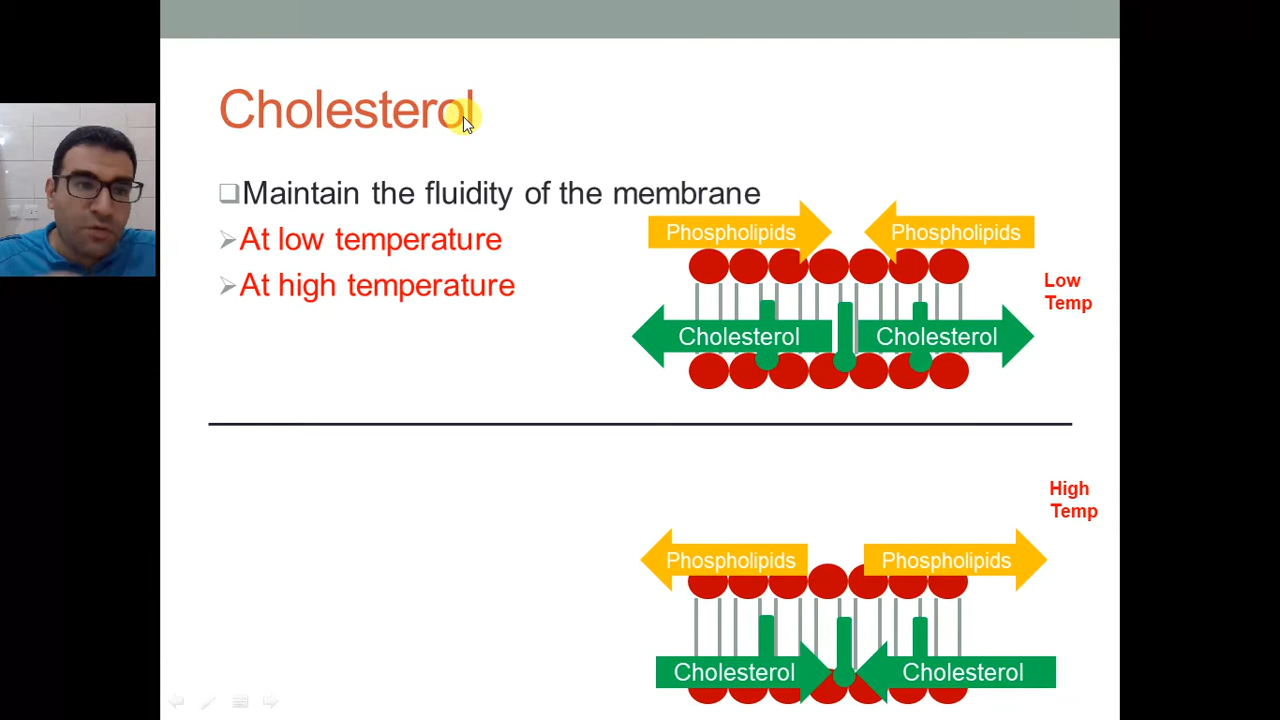 Cholesterol
Maintain the fluidity of the membrane
At low temperature
At high temperature
Phospholipids
Phospholipids
Low
Temp
Cholesterol
Cholesterol
High
Temp
Phospholipids
Phospholipids
Cholesterol
Cholesterol